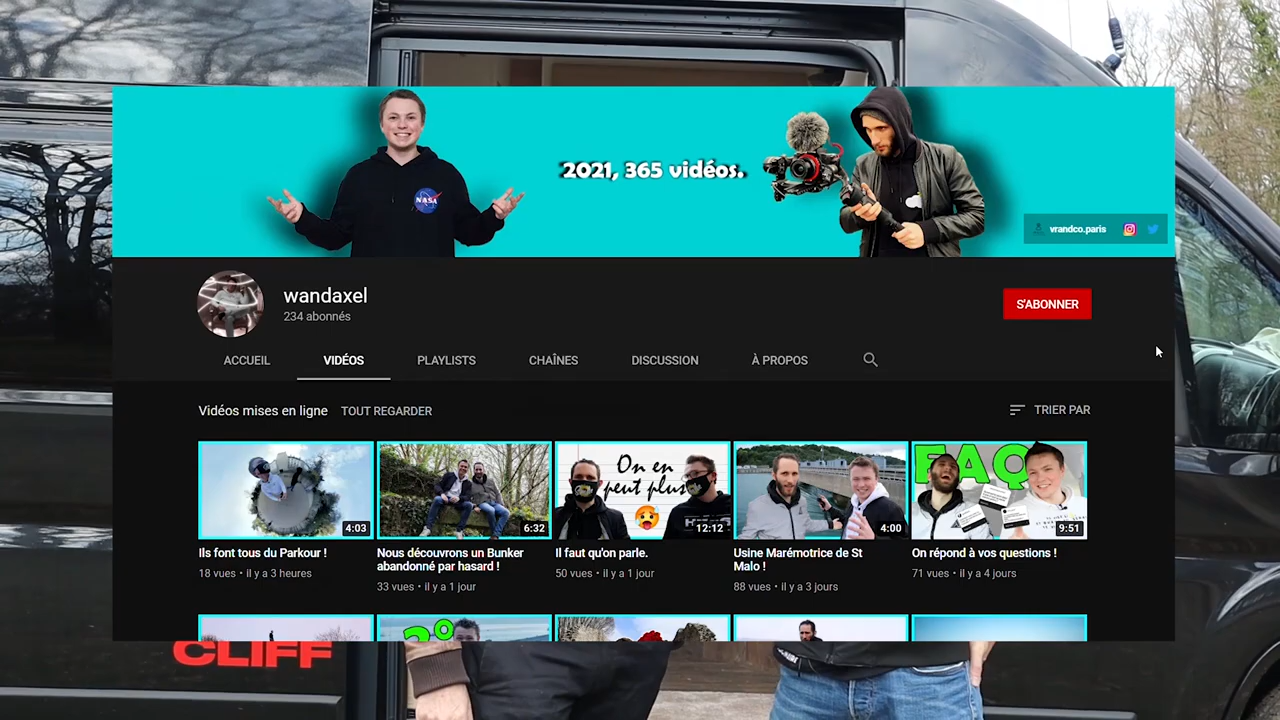 2021, 365 vidéos.
NASA
vrandco.paris
wandaxel
234 abonnés
S'ABONNER
ACCUEIL
VIDÉOS
PLAYLISTS
CHAÎNES
DISCUSSION
À PROPOS
Vidéos mises en ligne
TOUT REGARDER
TRIER PAR
4:03
6:32
On en
peut plus
12:12
4:00
FAQ
9:51
Ils font tous du Parkour !
18 vues • il y a 3 heures
Nous découvrons un Bunker
abandonné par hasard !
33 vues • il y a 1 jour
Il faut qu'on parle.
50 vues • il y a 1 jour
Usine Marémotrice de St
Malo !
88 vues • il y a 3 jours
On répond à vos questions !
71 vues • il y a 4 jours
2º
CLIFF